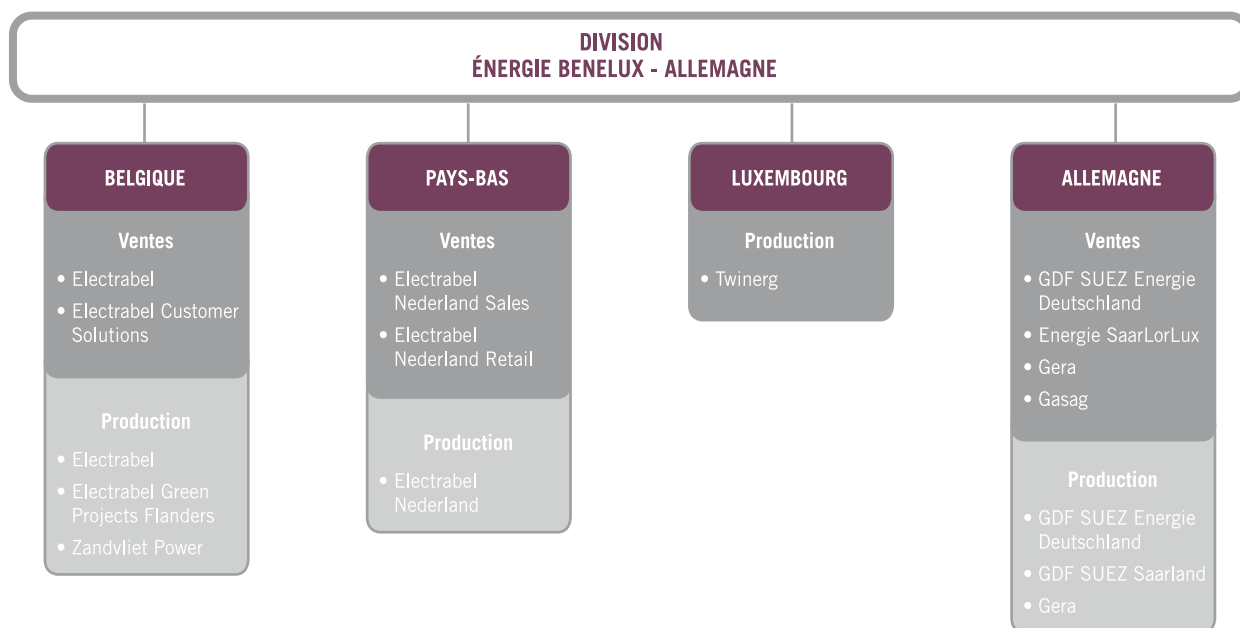 DIVISION
ÉNERGIE BENELUX - ALLEMAGNE
BELGIQUE
Ventes
• Electrabel
• Electrabel Customer
Solutions
Production
• Electrabel
• Electrabel Green
Projects Flanders
• Zandvliet Power
PAYS-BAS
Ventes
• Electrabel
Nederland Sales
• Electrabel
Nederland Retail
Production
• Electrabel
Nederland
LUXEMBOURG
Production
• Twinerg
ALLEMAGNE
Ventes
• GDF SUEZ Energie
Deutschland
• Energie SaarLorLux
• Gera
• Gasag
Production
• GDF SUEZ Energie
Deutschland
• GDF SUEZ Saarland
• Gera